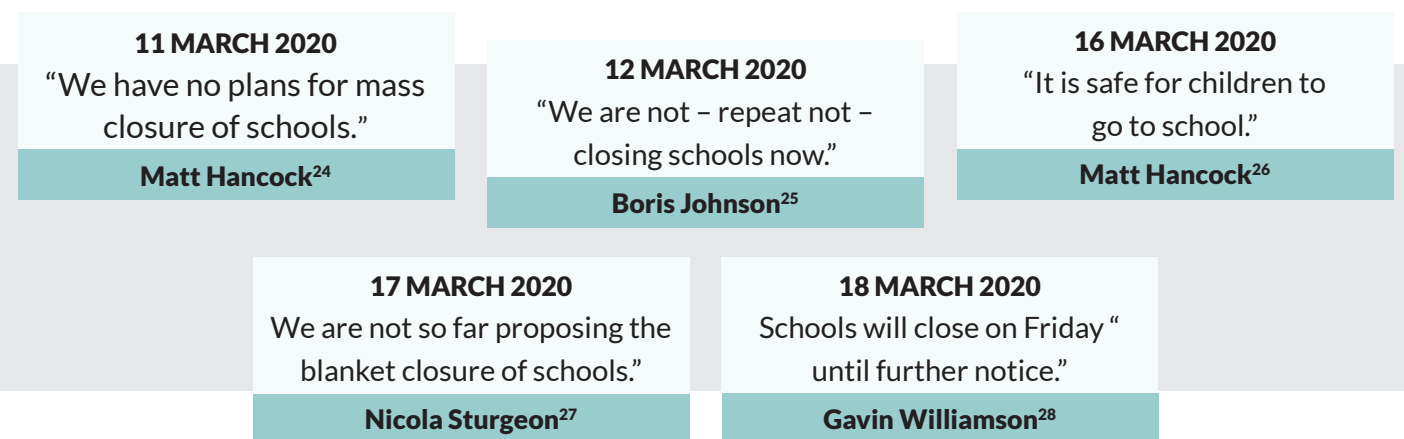 11 MARCH 2020
“We have no plans for mass
closure of schools.”
Matt Hancock24
12 MARCH 2020
“We are not – repeat not –
closing schools now.”
Boris Johnson25
16 MARCH 2020
“It is safe for children to
go to school.”
Matt Hancock26
17 MARCH 2020
We are not so far proposing the
blanket closure of schools.”
Nicola Sturgeon27
18 MARCH 2020
Schools will close on Friday “
until further notice.”
Gavin Williamson28